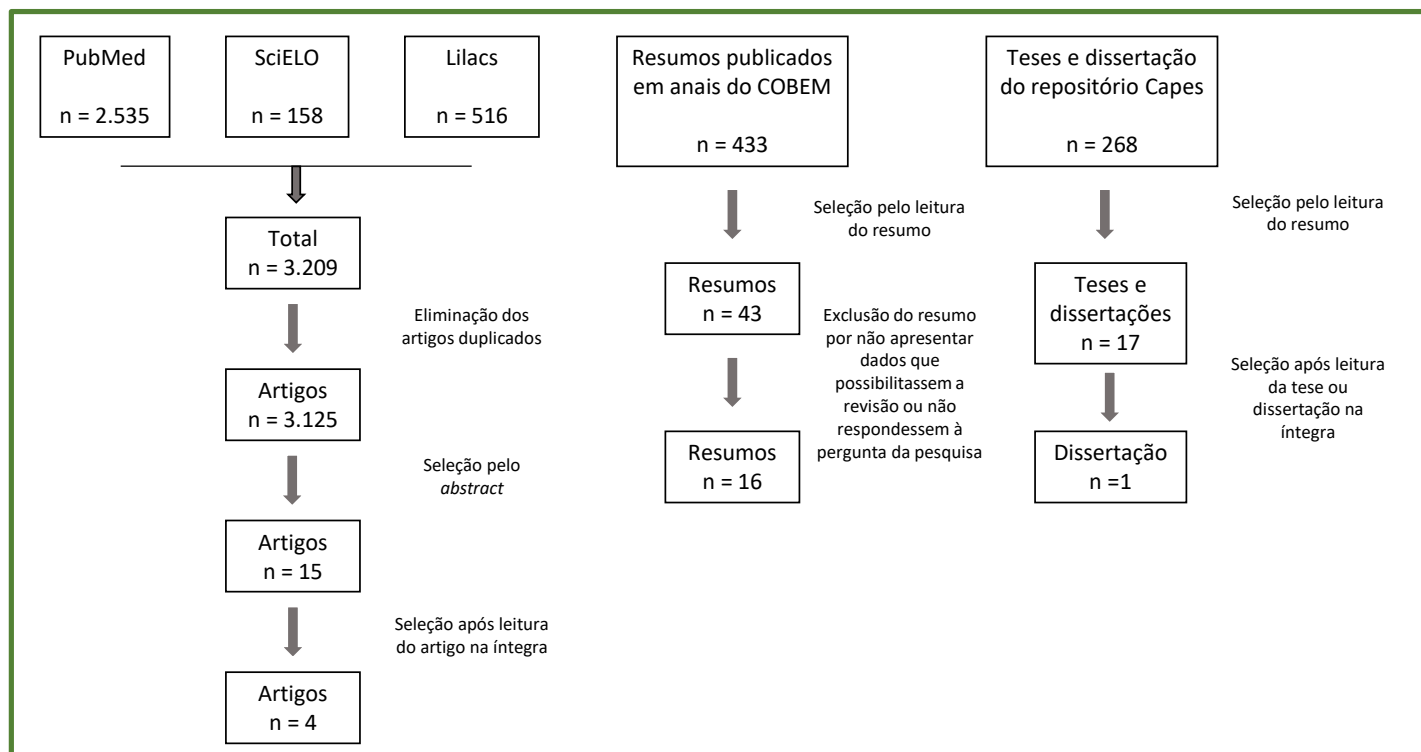 PubMed
n = 2.535
SciELO
n = 158
Lilacs
n = 516
Total
n = 3.209
Eliminação dos
artigos duplicados
Artigos
n = 3.125
Seleção pelo
abstract
Artigos
n = 15
Seleção após leitura
do artigo na íntegra
Artigos
n = 4
Resumos publicados
em anais do COBEM
n = 433
Seleção pelo leitura
do resumo
Resumos
n = 43
Exclusão do resumo
por não apresentar
dados que
possibilitassem a
revisão ou não
respondessem à
pergunta da pesquisa
Resumos
n = 16
Teses e dissertação
do repositório Capes
n = 268
Seleção pelo leitura
do resumo
Teses e
dissertações
n = 17
Seleção após leitura
da tese ou
dissertação na
íntegra
Dissertação
n =1